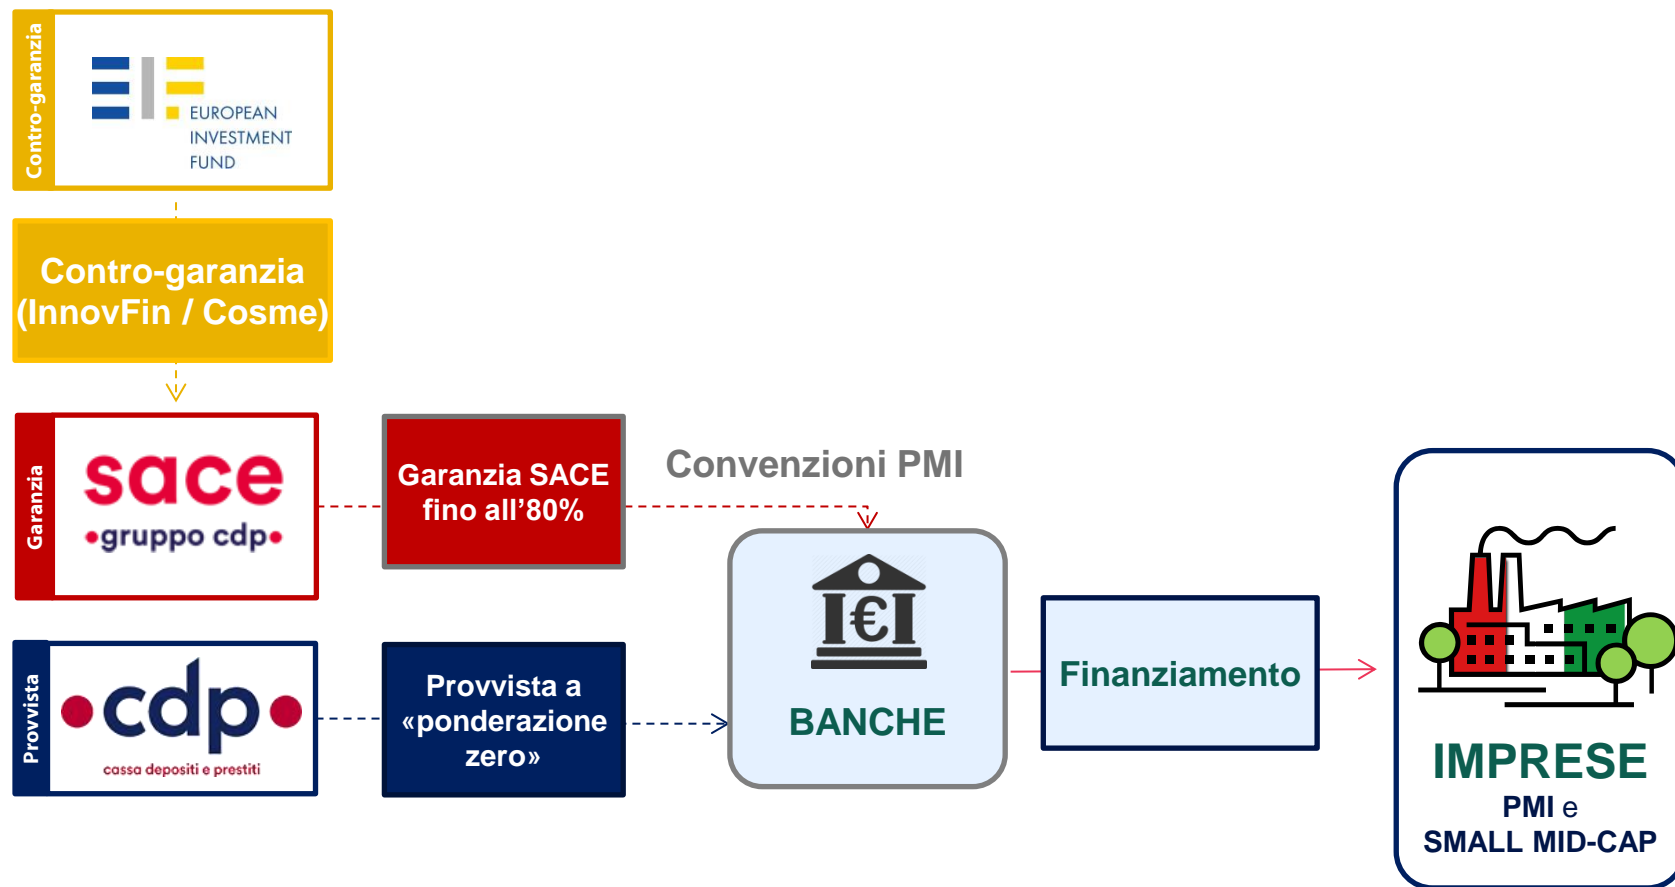 Contro-garanzia
EUROPEAN
INVESTMENT
FUND
Contro-garanzia
(InnovFin / Cosme)
Garanzia
sace
•gruppo cdp•
Garanzia SACE
fino all’80%
Convenzioni PMI
Provvista
•cdp•
cassa depositi e prestiti
Provvista a
«ponderazione
zero»
I€I
BANCHE
Finanziamento
IMPRESE
PMI e
SMALL MID-CAP